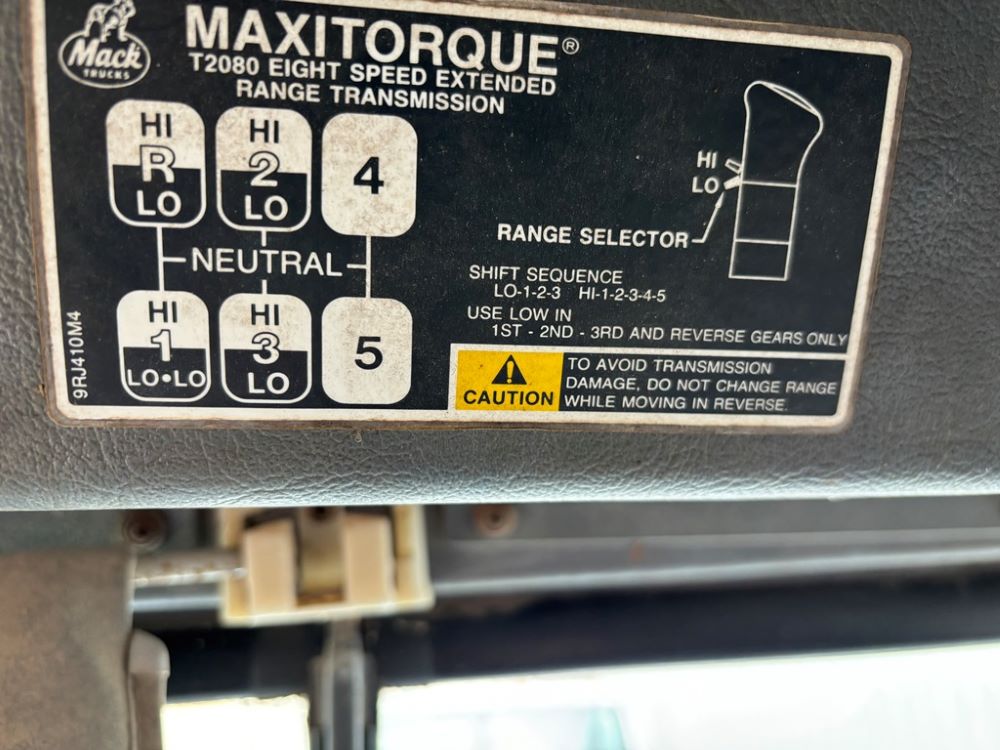 Mack
TRUCKS
MAXITORQUE®
T2080 EIGHT SPEED EXTENDED
RANGE TRANSMISSION
HI
R
LO
HI
2
LO
4
NEUTRAL
HI
1
LO•LO
HI
3
LO
5
9RJ410M4
HI
LO
RANGE SELECTOR
SHIFT SEQUENCE
LO-1-2-3 HI-1-2-3-4-5
USE LOW IN
1ST - 2ND - 3RD AND REVERSE GEARS ONLY
CAUTION
TO AVOID TRANSMISSION
DAMAGE, DO NOT CHANGE RANGE
WHILE MOVING IN REVERSE.